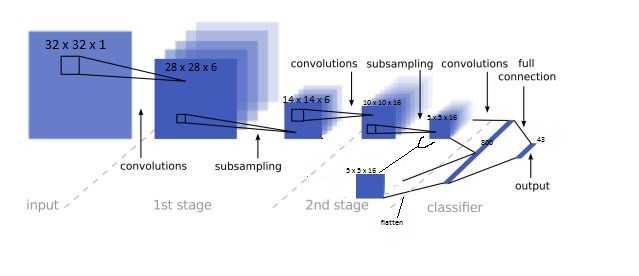 32 x 32 x 1
28 x 28 x 6
14 x 14 x 6
convolutions
subsampling
10 x 10 x 16
5 x 5 x 16
convolutions
full
connection
800
43
convolutions
subsampling
5 x 5 x 16
output
input
1st stage
2nd stage
classifier
flatten